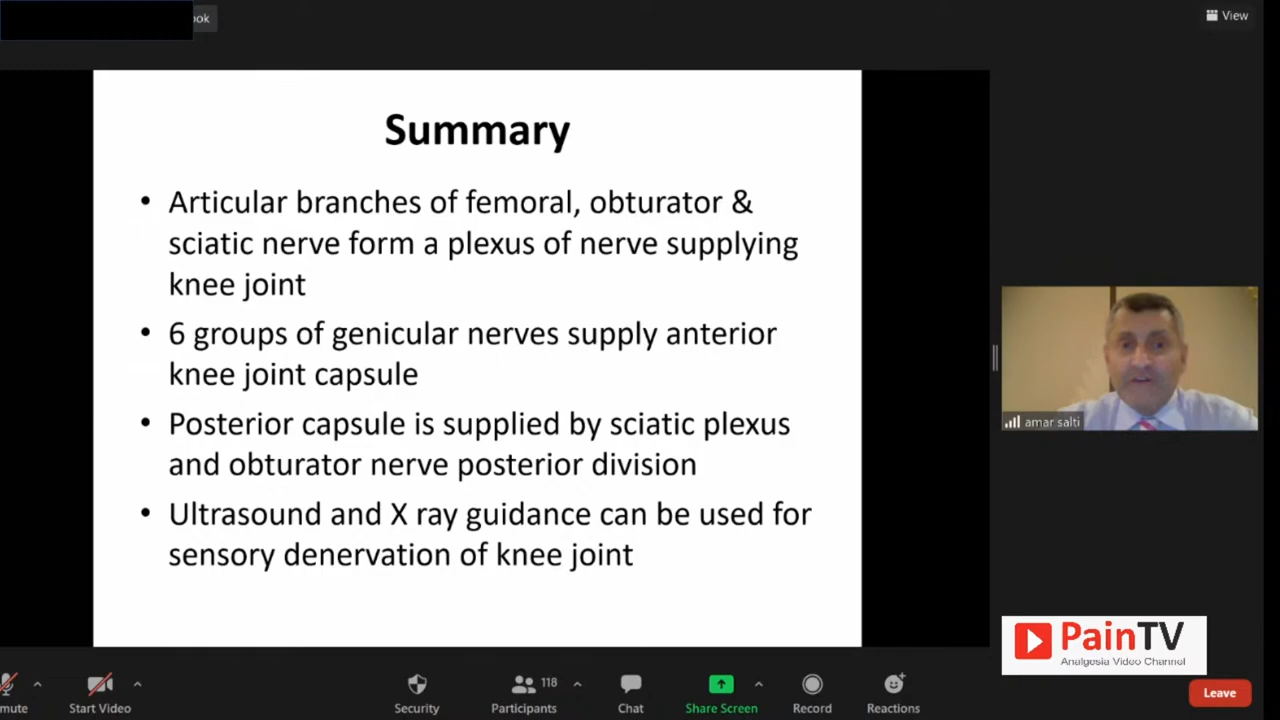 ok
View
Summary
• Articular branches of femoral, obturator &
sciatic nerve form a plexus of nerve supplying
knee joint
• 6 groups of genicular nerves supply anterior
knee joint capsule
• Posterior capsule is supplied by sciatic plexus
and obturator nerve posterior division
• Ultrasound and X ray guidance can be used for
sensory denervation of knee joint
amar salti
PainTV
Analgesia Video Channel
mute
Start Video
Security
118
Participants
Chat
Share Screen
Record
Reactions
Leave